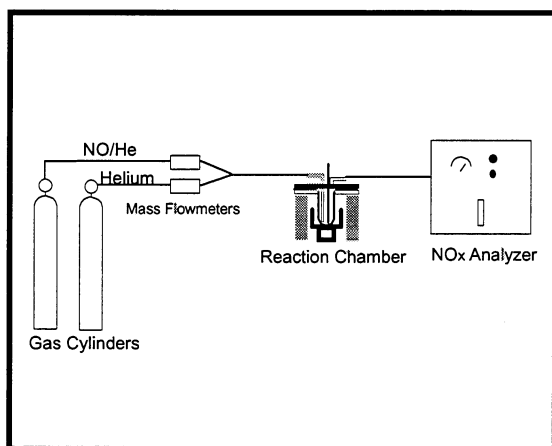 NO/He
Helium
Mass Flowmeters
Reaction Chamber
NOx Analyzer
Gas Cylinders